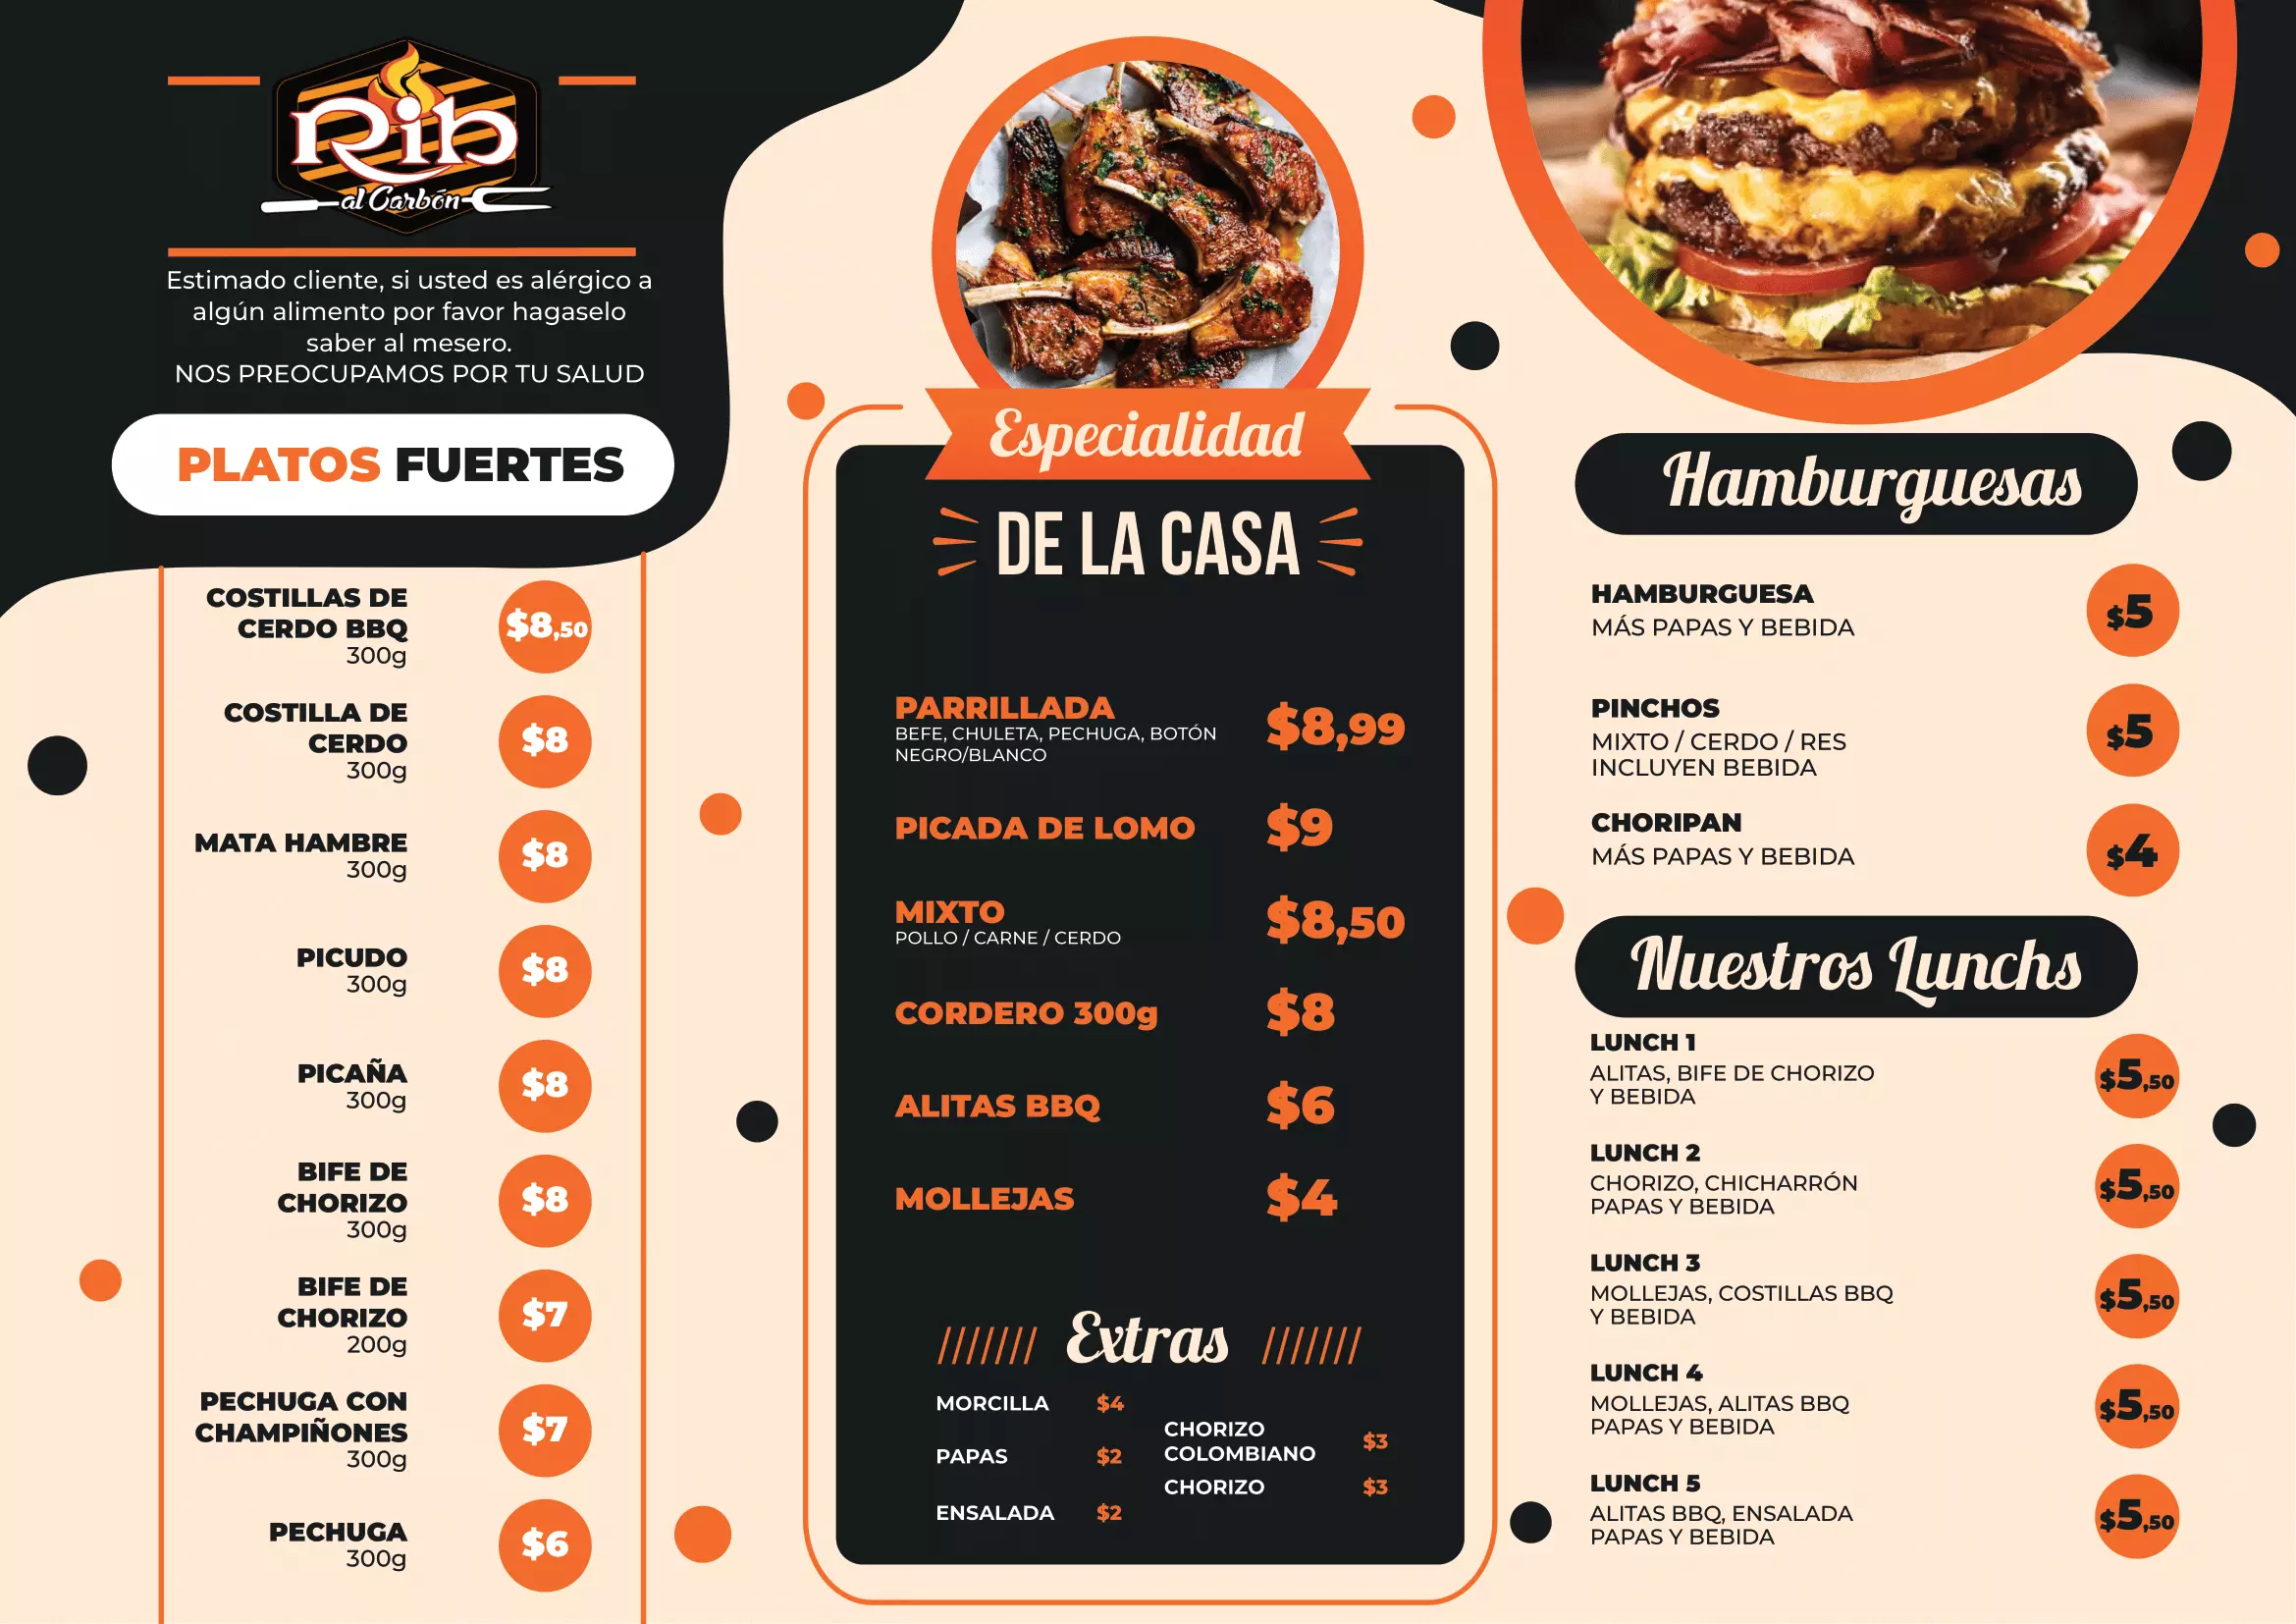 Rib
al Carbón
Estimado cliente, si usted es alérgico a
algún alimento por favor hagaselo
saber al mesero.
NOS PREOCUPAMOS POR TU SALUD
PLATOS FUERTES
COSTILLAS DE
CERDO BBQ
300g
$8,50
COSTILLA DE
CERDO
300g
$8
MATA HAMBRE
300g
$8
PICUDO
300g
$8
PICAÑA
300g
$8
BIFE DE
CHORIZO
300g
$8
BIFE DE
CHORIZO
200g
$7
PECHUGA CON
CHAMPIÑONES
300g
$7
PECHUGA
300g
$6
Especialidad
DE LA CASA
PARRILLADA
BEFE, CHULETA, PECHUGA, BOTÓN
NEGRO/BLANCO
$8,99
PICADA DE LOMO
$9
MIXTO
POLLO / CARNE / CERDO
$8,50
CORDERO 300g
$8
ALITAS BBQ
$6
MOLLEJAS
$4
/////// Extras ///////
MORCILLA $4
PAPAS $2
ENSALADA $2
CHORIZO
COLOMBIANO
$3
CHORIZO $3
Hamburguesas
HAMBURGUESA
MÁS PAPAS Y BEBIDA
$5
PINCHOS
MIXTO / CERDO / RES
INCLUYEN BEBIDA
$5
CHORIPAN
MÁS PAPAS Y BEBIDA
$4
Nuestros Lunchs
LUNCH 1
ALITAS, BIFE DE CHORIZO
Y BEBIDA
$5,50
LUNCH 2
CHORIZO, CHICHARRÓN
PAPAS Y BEBIDA
$5,50
LUNCH 3
MOLLEJAS, COSTILLAS BBQ
Y BEBIDA
$5,50
LUNCH 4
MOLLEJAS, ALITAS BBQ
PAPAS Y BEBIDA
$5,50
LUNCH 5
ALITAS BBQ, ENSALADA
PAPAS Y BEBIDA
$5,50